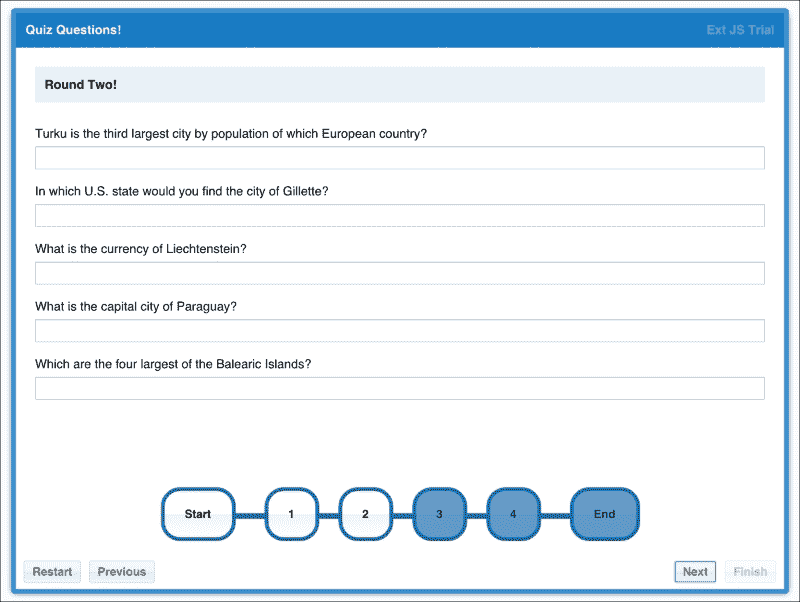 Quiz Questions!
Ext JS Trial
Round Two!
Turku is the third largest city by population of which European country?
In which U.S. state would you find the city of Gillette?
What is the currency of Liechtenstein?
What is the capital city of Paraguay?
Which are the four largest of the Balearic Islands?
Start 1 2 3 4 End
Restart Previous Next Finish